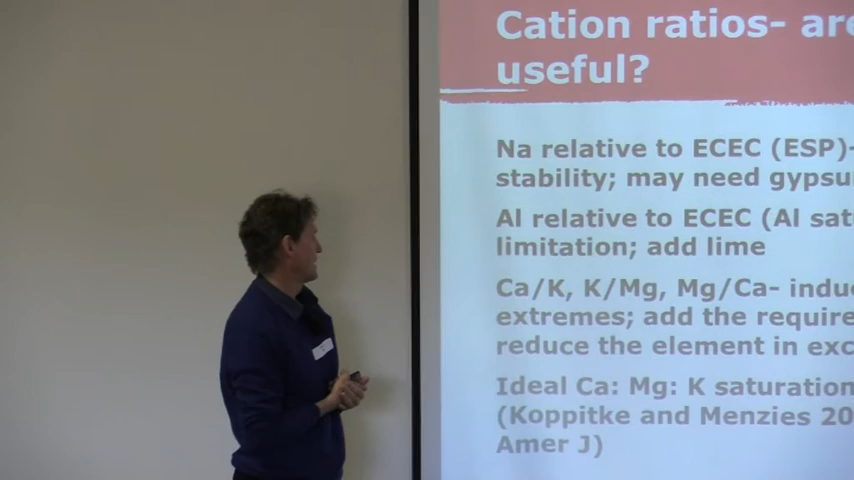 Cation ratios- are
useful?
Na relative to ECEC (ESP)-
stability; may need gypsu
Al relative to ECEC (Al sat
limitation; add lime
Ca/K, K/Mg, Mg/Ca- indu
extremes; add the require
reduce the element in exc
Ideal Ca: Mg: K saturation
(Koppitke and Menzies 20
Amer J)